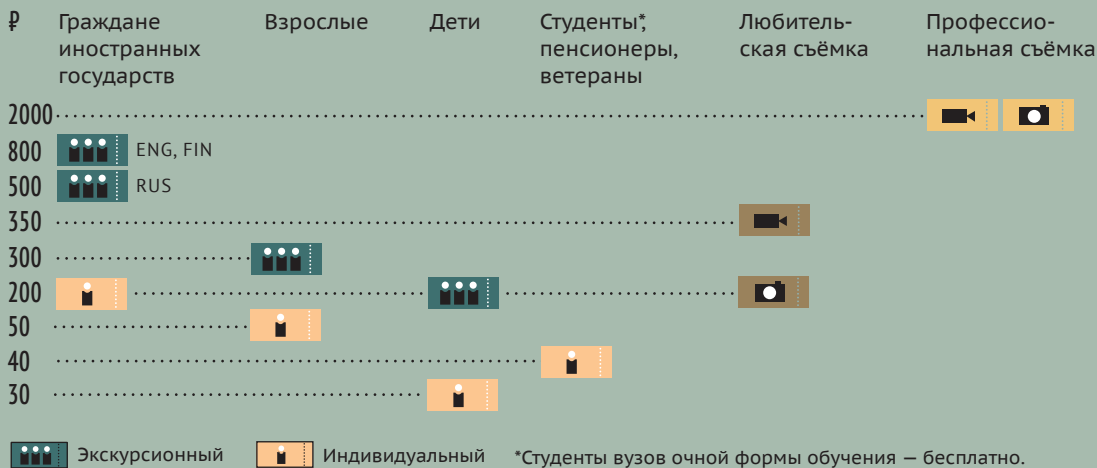 ₽ Граждане Взрослые Дети Студенты*, Любитель- Профессио-
иностранных пенсионеры, ская съёмка нальная съёмка
государств ветераны
2000
800 ENG, FIN
500 RUS
350
300
200
50
40
30
Экскурсионный Индивидуальный *Студенты вузов очной формы обучения — бесплатно.